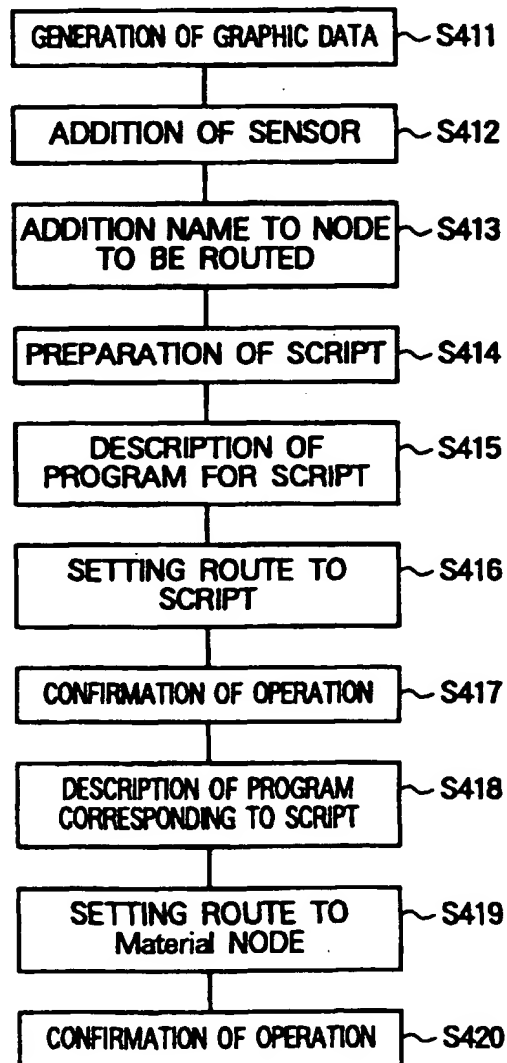 GENERATION OF GRAPHIC DATA ~ S411
ADDITION OF SENSOR ~ S412
ADDITION NAME TO NODE ~ S413
TO BE ROUTED
PREPARATION OF SCRIPT ~ S414
DESCRIPTION OF ~ S415
PROGRAM FOR SCRIPT
SETTING ROUTE TO ~ S416
SCRIPT
CONFIRMATION OF OPERATION ~ S417
DESCRIPTION OF PROGRAM ~ S418
CORRESPONDING TO SCRIPT
SETTING ROUTE TO ~ S419
Material NODE
CONFIRMATION OF OPERATION ~ S420